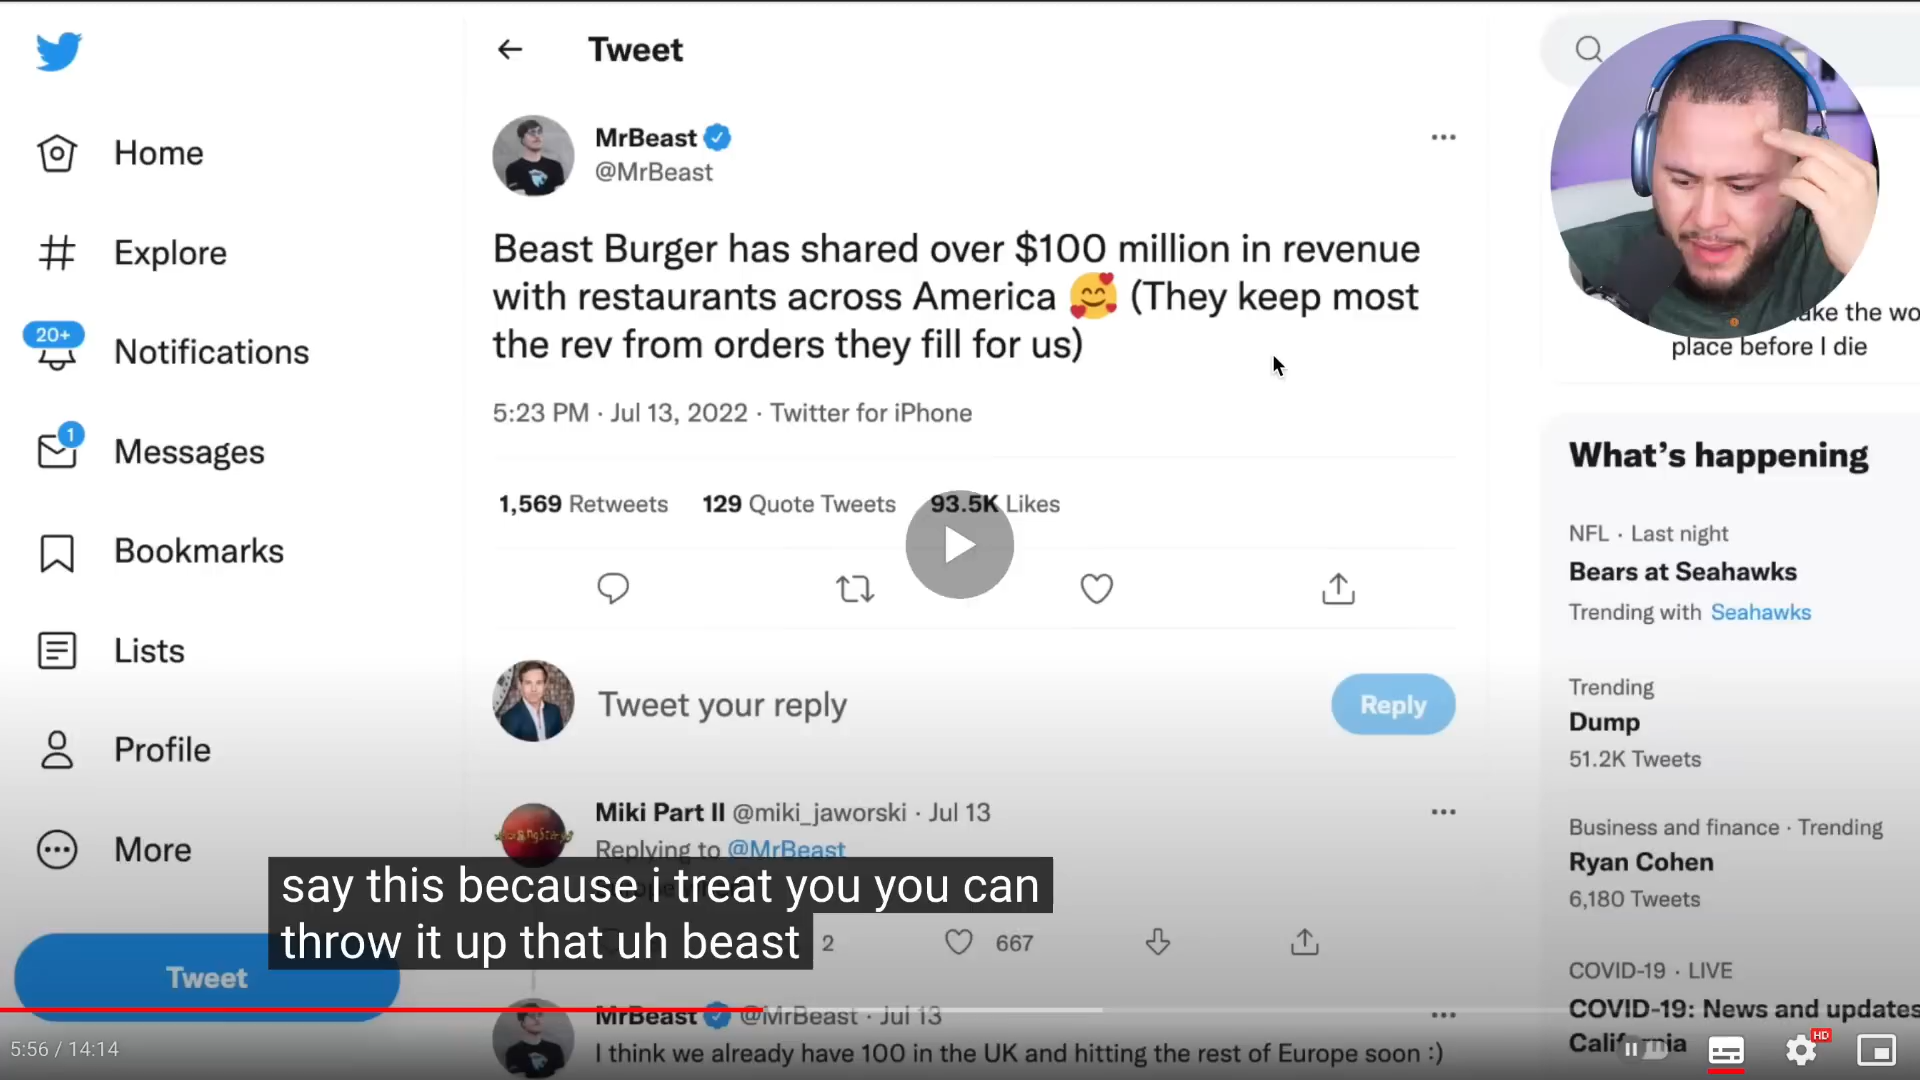 Tweet
MrBeast
@MrBeast
Beast Burger has shared over $100 million in revenue
with restaurants across America 🥰 (They keep most
the rev from orders they fill for us)
5:23 PM · Jul 13, 2022 · Twitter for iPhone
1,569 Retweets 129 Quote Tweets 93.5K Likes
Tweet your reply
Reply
Miki Part II @miki_jaworski · Jul 13
Replying to @MrBeast
2 667
MrBeast @MrBeast · Jul 13
I think we already have 100 in the UK and hitting the rest of Europe soon :)
Home
Explore
20+
Notifications
1
Messages
Bookmarks
Lists
Profile
More
Tweet
the wo
place before I die
What's happening
NFL · Last night
Bears at Seahawks
Trending with Seahawks
Trending
Dump
51.2K Tweets
Business and finance · Trending
Ryan Cohen
6,180 Tweets
COVID-19 · LIVE
COVID-19: News and updates
say this because i treat you you can
throw it up that uh beast
5:56 / 14:14
HD